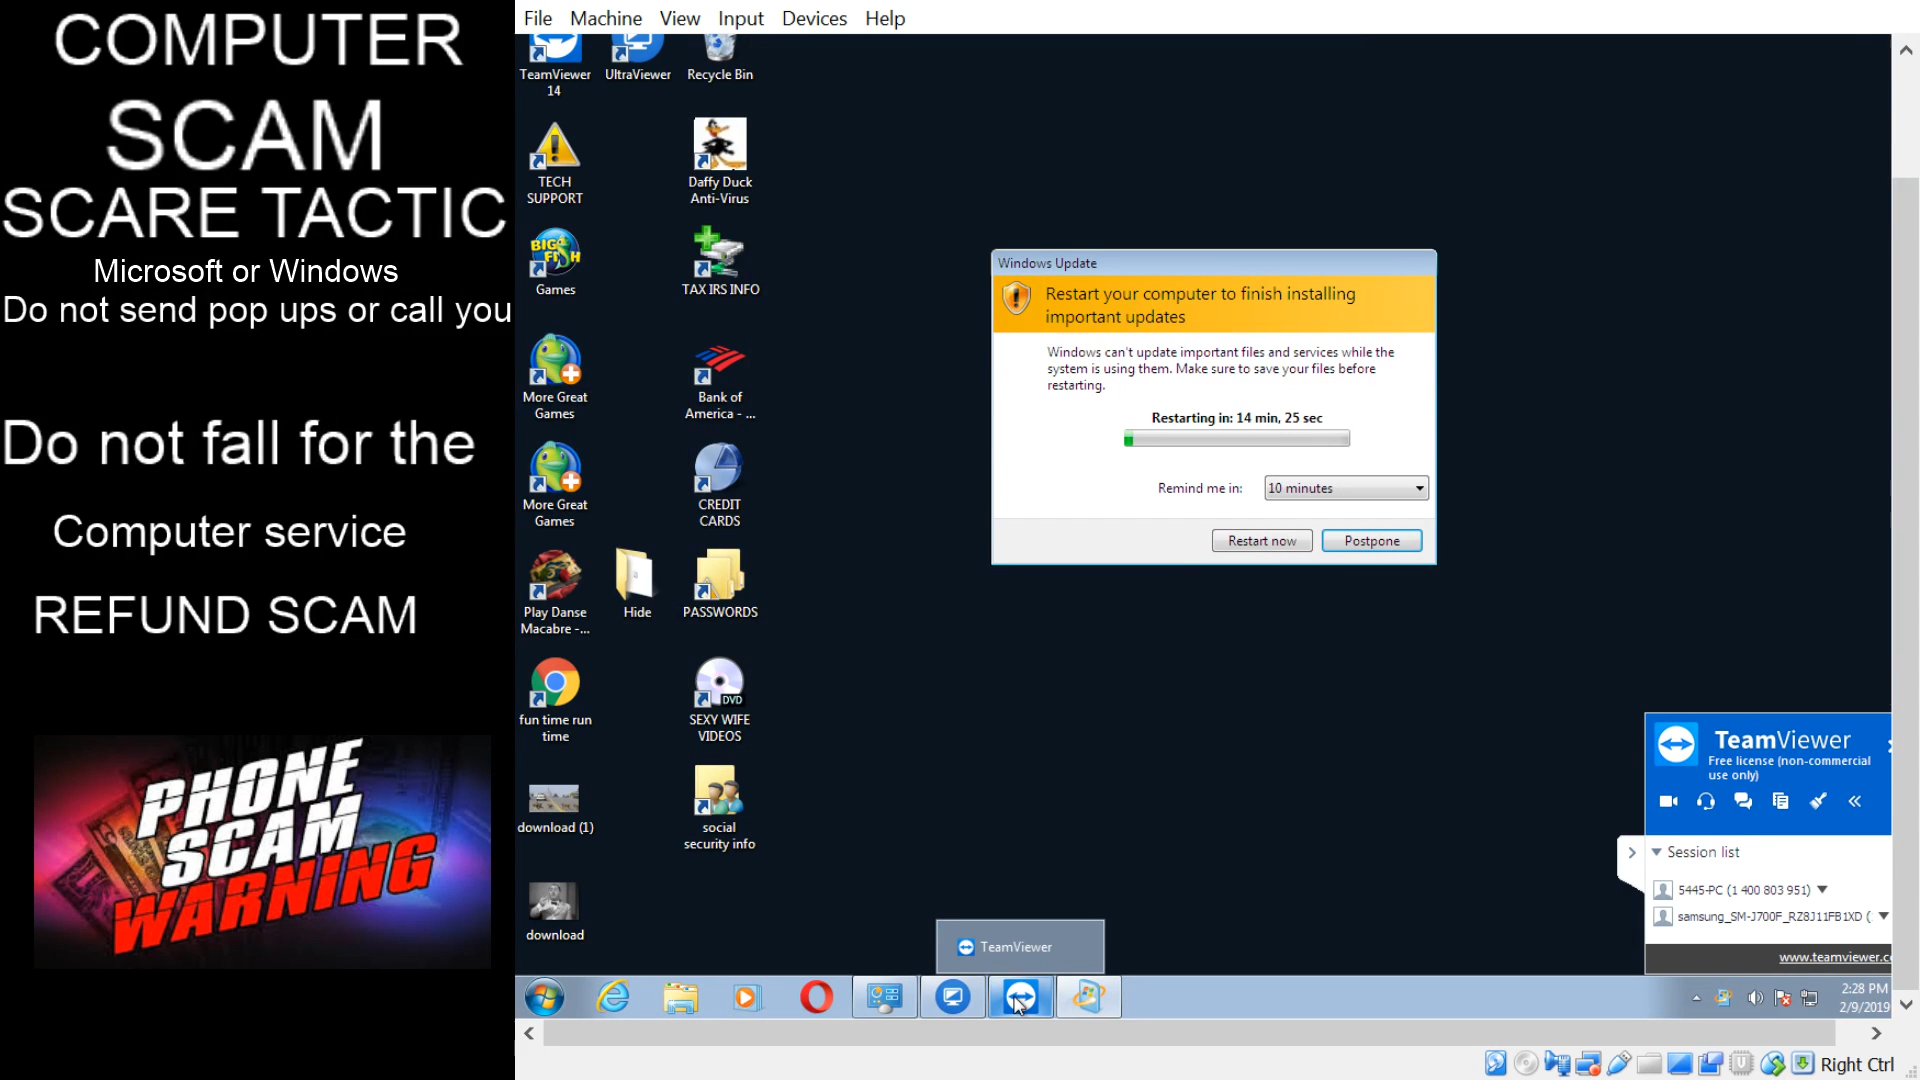 COMPUTER
SCAM
SCARE TACTIC
Microsoft or Windows
Do not send pop ups or call you
Do not fall for the
Computer service
REFUND SCAM
PHONE
SCAM
WARNING
File Machine View Input Devices Help
TeamViewer
14
UltraViewer
Recycle Bin
TECH
SUPPORT
Daffy Duck
Anti-Virus
BIG
FISH
Games
TAX IRS INFO
More Great
Games
Bank of
America - ...
More Great
Games
CREDIT
CARDS
Play Danse
Macabre -...
Hide
PASSWORDS
fun time run
time
DVD
SEXY WIFE
VIDEOS
download (1)
social
security info
download
Windows Update
Restart your computer to finish installing
important updates
Windows can't update important files and services while the
system is using them. Make sure to save your files before
restarting.
Restarting in: 14 min, 25 sec
Remind me in: 10 minutes
Restart now Postpone
TeamViewer
Free license (non-commercial
use only)
Session list
5445-PC (1 400 803 951)
samsung_SM-J700F_RZ8J11FB1XD (
www.teamviewer.c
TeamViewer
2:28 PM
2/9/2019
Right Ctrl